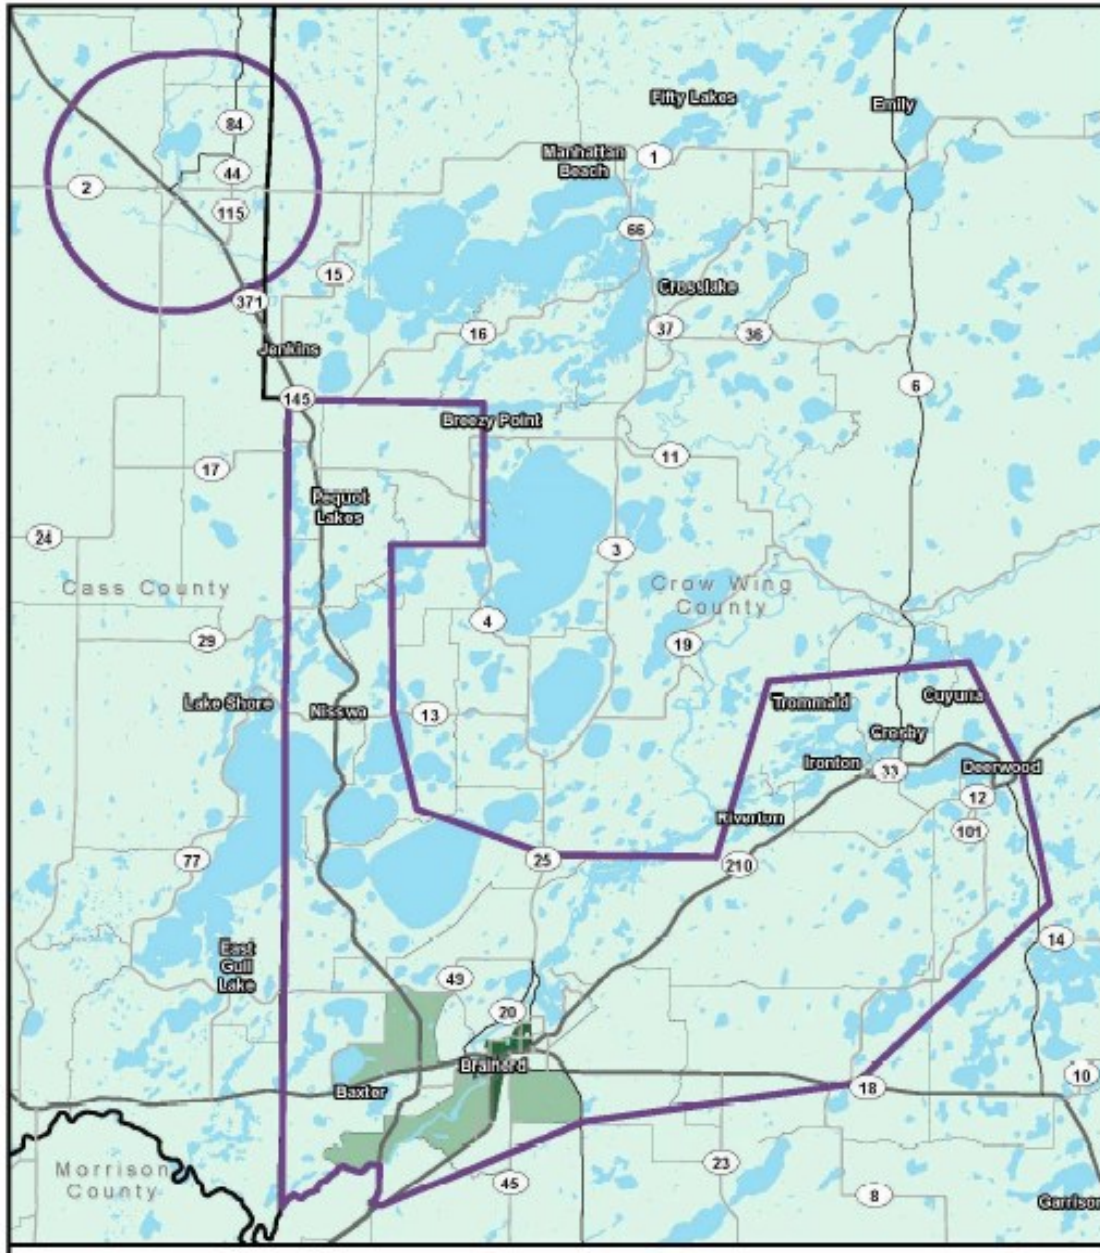 Fifty Lakes
Emily
84
Manhattan
Beach
1
44
2
115
66
15
Crosslake
371
16
37
36
Jenkins
6
145
Breezy Point
11
17
Pequot
Lakes
24
3
Cass County
Crow Wing
County
4
29
19
Lake Shore
Nisswa
13
Trommald
Cuyuna
Crosby
Ironton
33
Deerwood
12
Riverton
101
77
25
210
East
Gull
Lake
14
49
20
Brainerd
Baxter
18
10
Morrison
County
45
23
8
Garrison